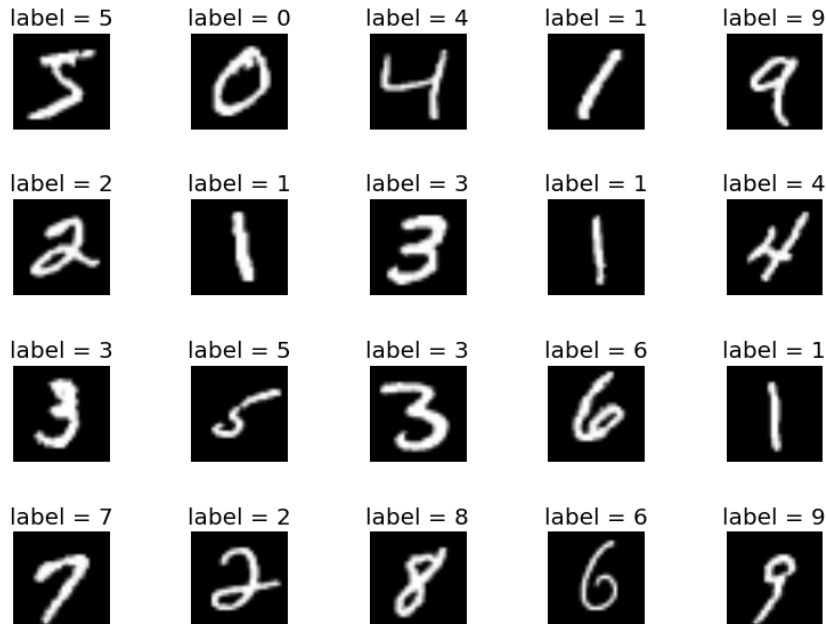 label = 5 label = 0 label = 4 label = 1 label = 9
5 0 4 1 9
label = 2 label = 1 label = 3 label = 1 label = 4
2 1 3 1 4
label = 3 label = 5 label = 3 label = 6 label = 1
3 5 3 6 1
label = 7 label = 2 label = 8 label = 6 label = 9
7 2 8 6 9